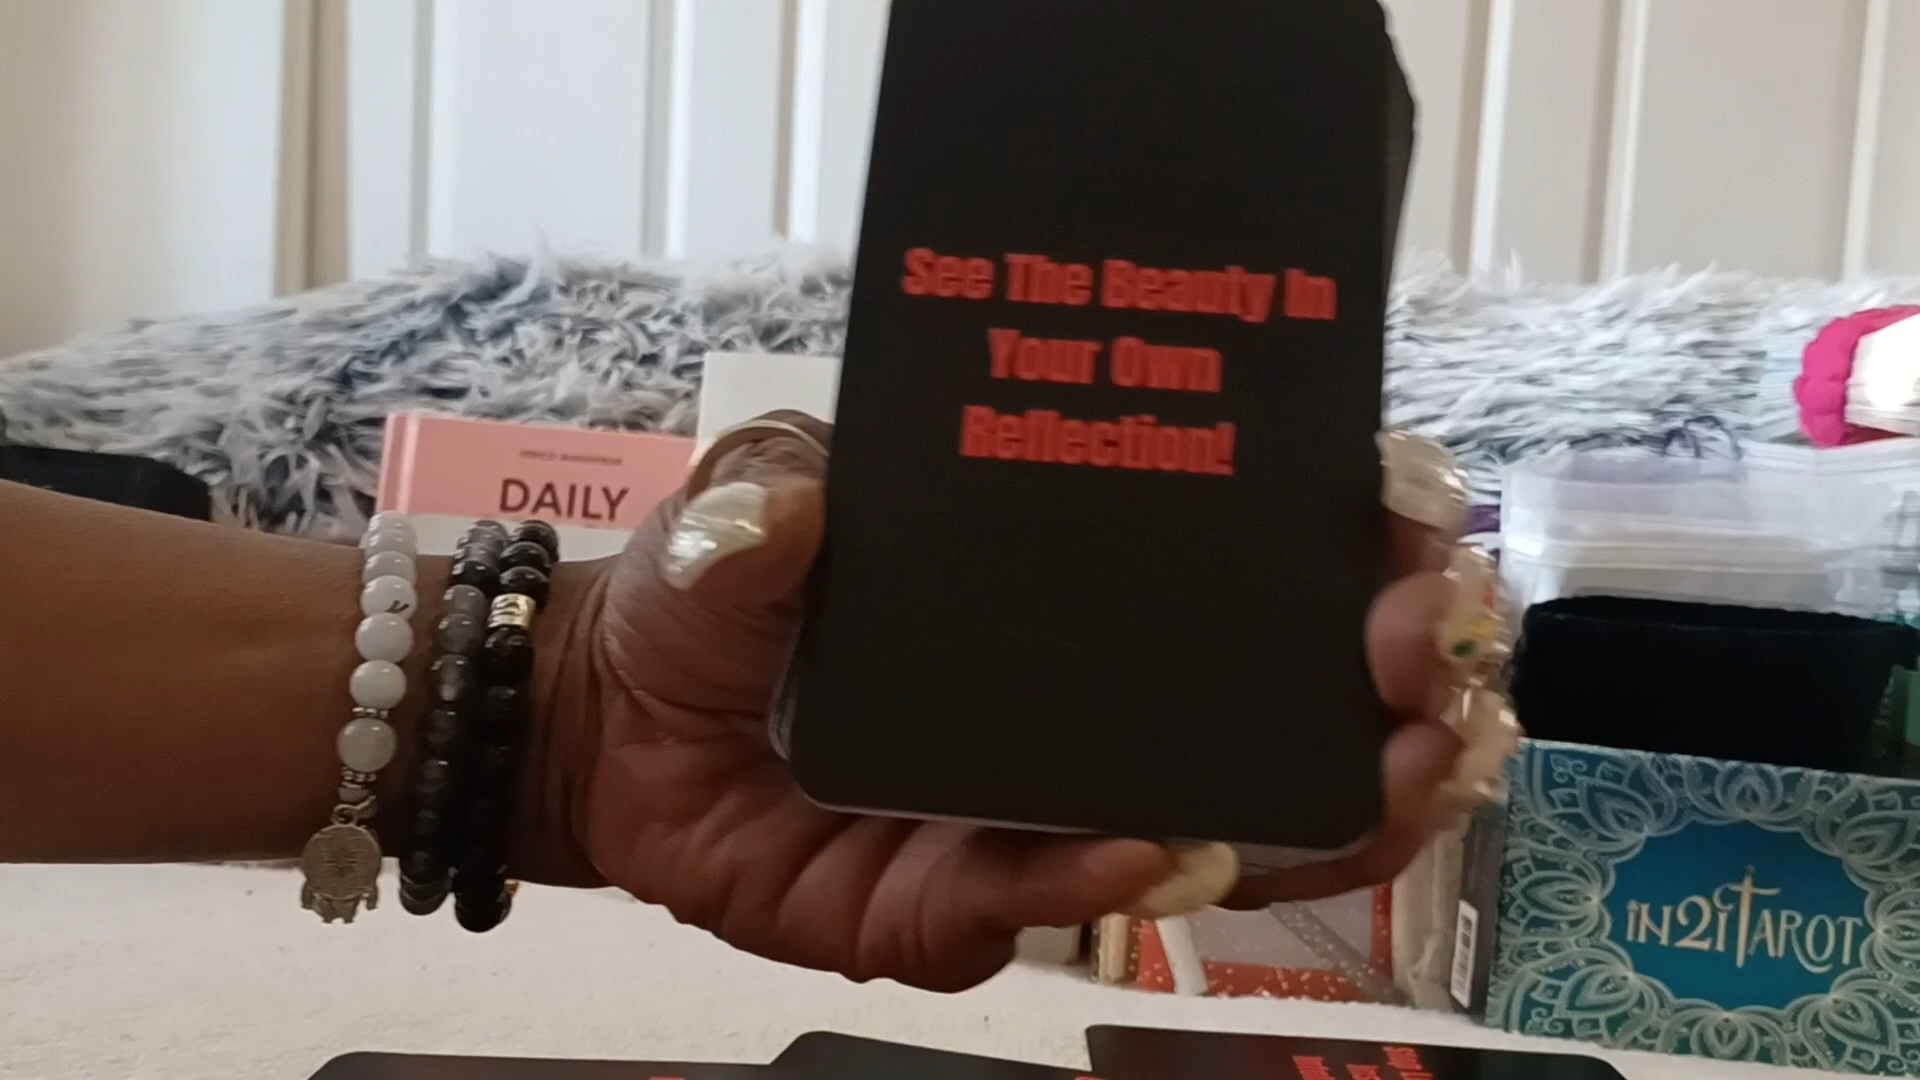 See The Beauty In
Your Own
Reflection!
DAILY
iN2iTAROT